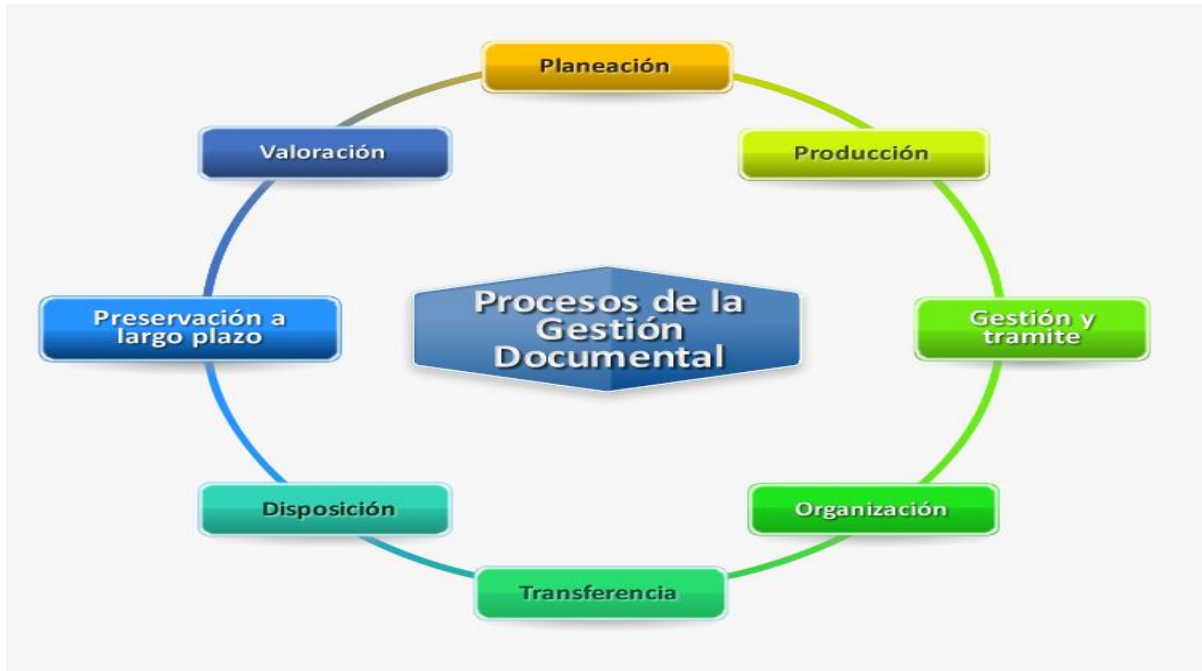 Planeación
Producción
Gestión y
tramite
Organización
Transferencia
Disposición
Preservación a
largo plazo
Valoración
Procesos de la
Gestión
Documental